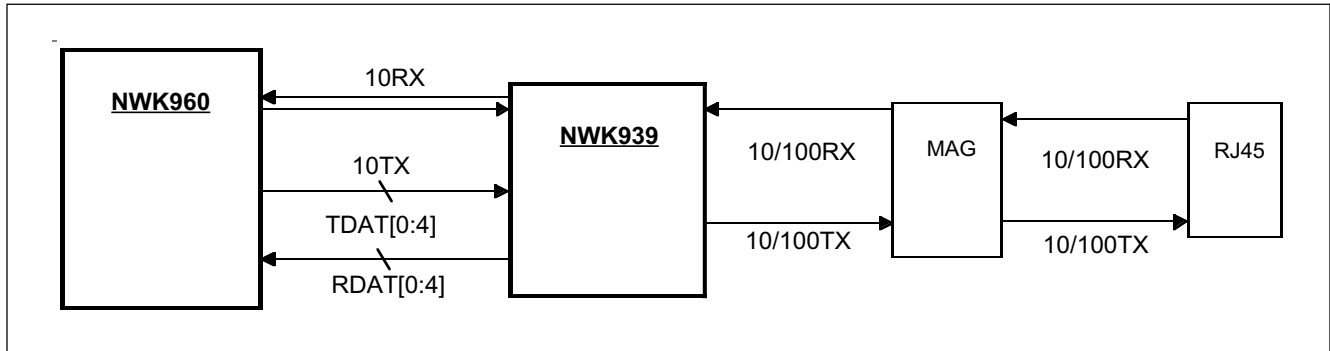 10RX
NWK960
NWK939
10/100RX
MAG
10/100RX
RJ45
10TX
TDAT[0:4]
10/100TX
10/100TX
RDAT[0:4]